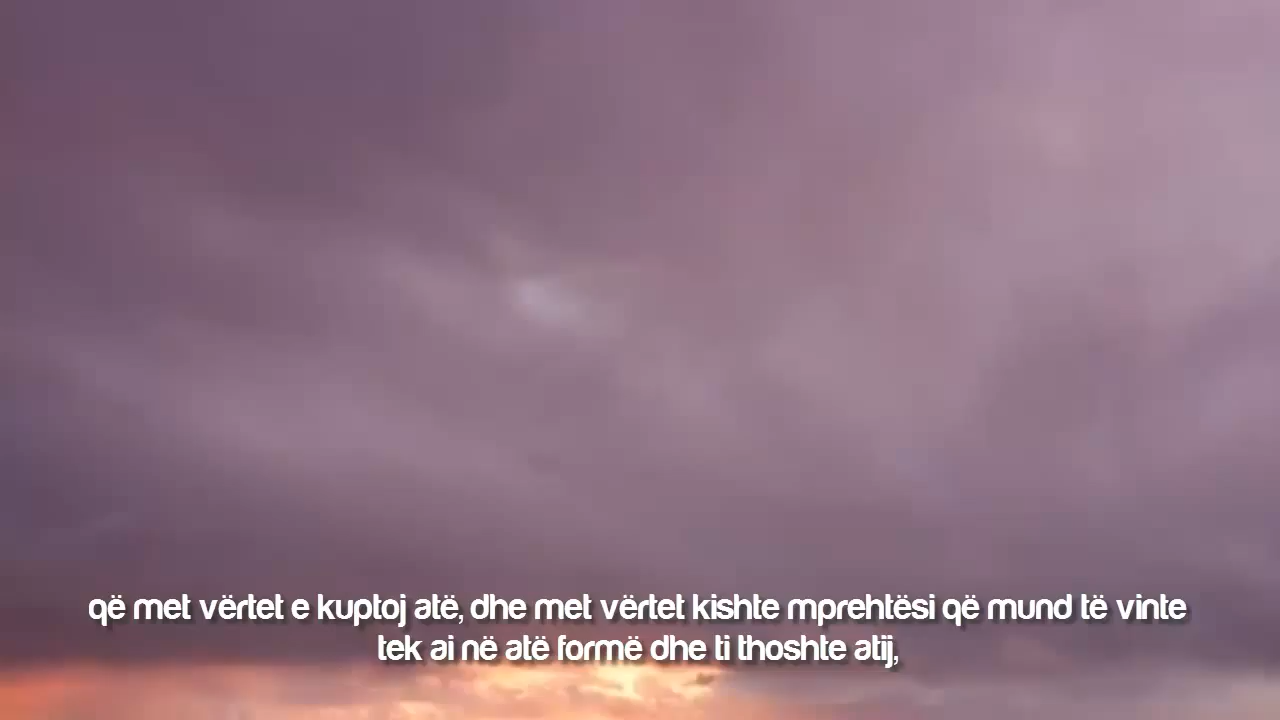 që met vërtet e kuptoj atë, dhe met vërtet kishte mprehtësi që mund të vinte
tek ai në atë formë dhe ti thoshte atij,